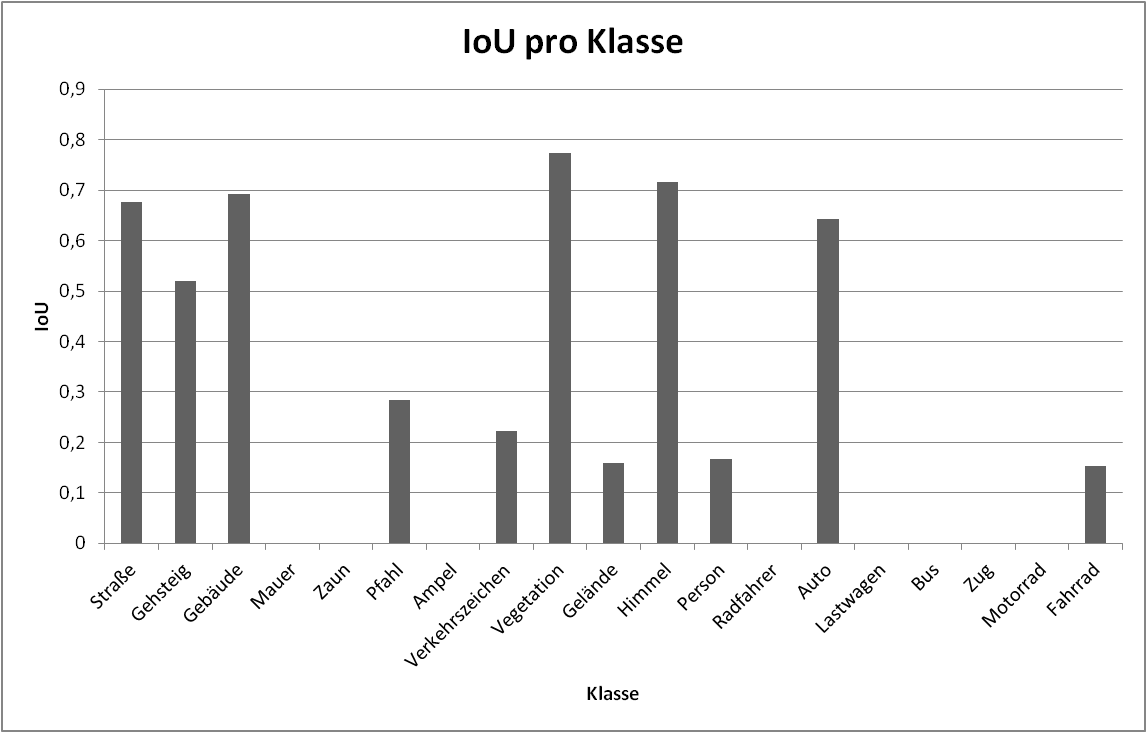 IoU pro Klasse
0,9
0,8
0,7
0,6
0,5
0,4
0,3
0,2
0,1
0
IoU
Straße
Gehsteig
Gebäude
Mauer
Zaun
Pfahl
Ampel
Verkehrszeichen
Vegetation
Gelände
Himmel
Person
Radfahrer
Auto
Lastwagen
Bus
Zug
Motorrad
Fahrrad
Klasse